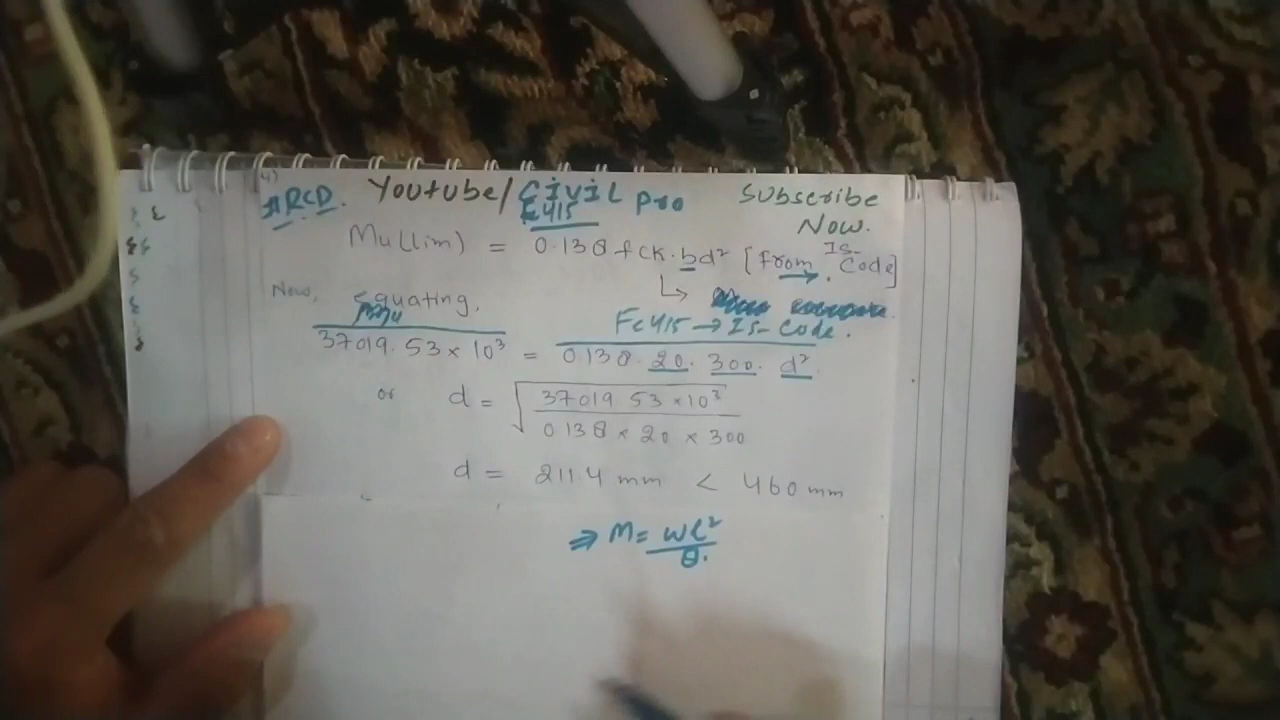 4)
⇒ RCD. Youtube/CiViL Pro Subscribe Now.
Fe415
Mu(lim) = 0.138 fck.bd² [from IS-Code]
Now, equating,
Mu
Fe415 → IS-Code.
37019.53 × 10³ = 0.138. 20. 300. d²
or d = √ 37019.53 × 10³
0.138 × 20 × 300
d = 211.4 mm < 460 mm
⇒ M = wl²
8.